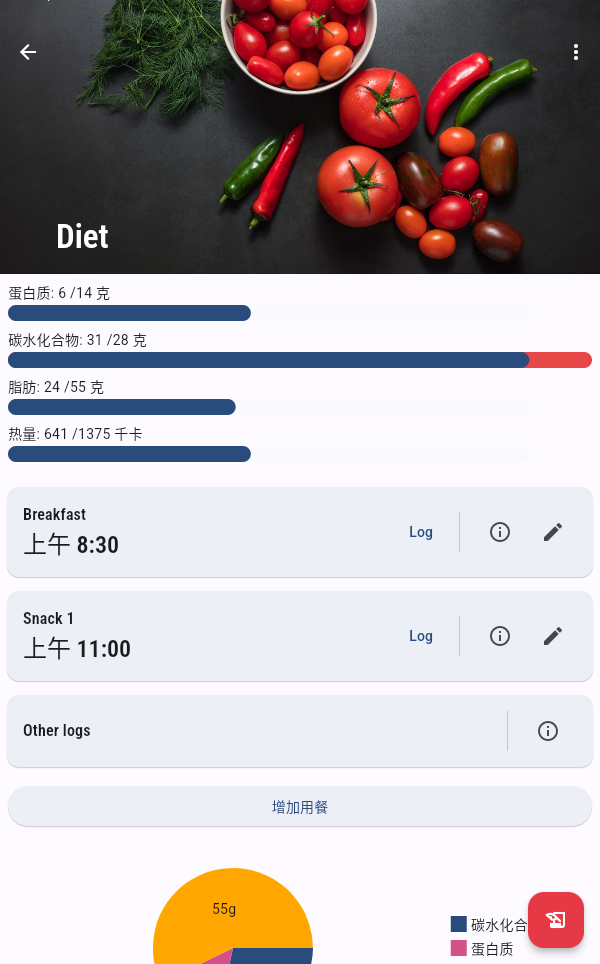 Diet
蛋白质: 6 /14 克
碳水化合物: 31 /28 克
脂肪: 24 /55 克
热量: 641 /1375 千卡
Breakfast
上午 8:30
Log
Snack 1
上午 11:00
Log
Other logs
增加用餐
55g
碳水化合
蛋白质